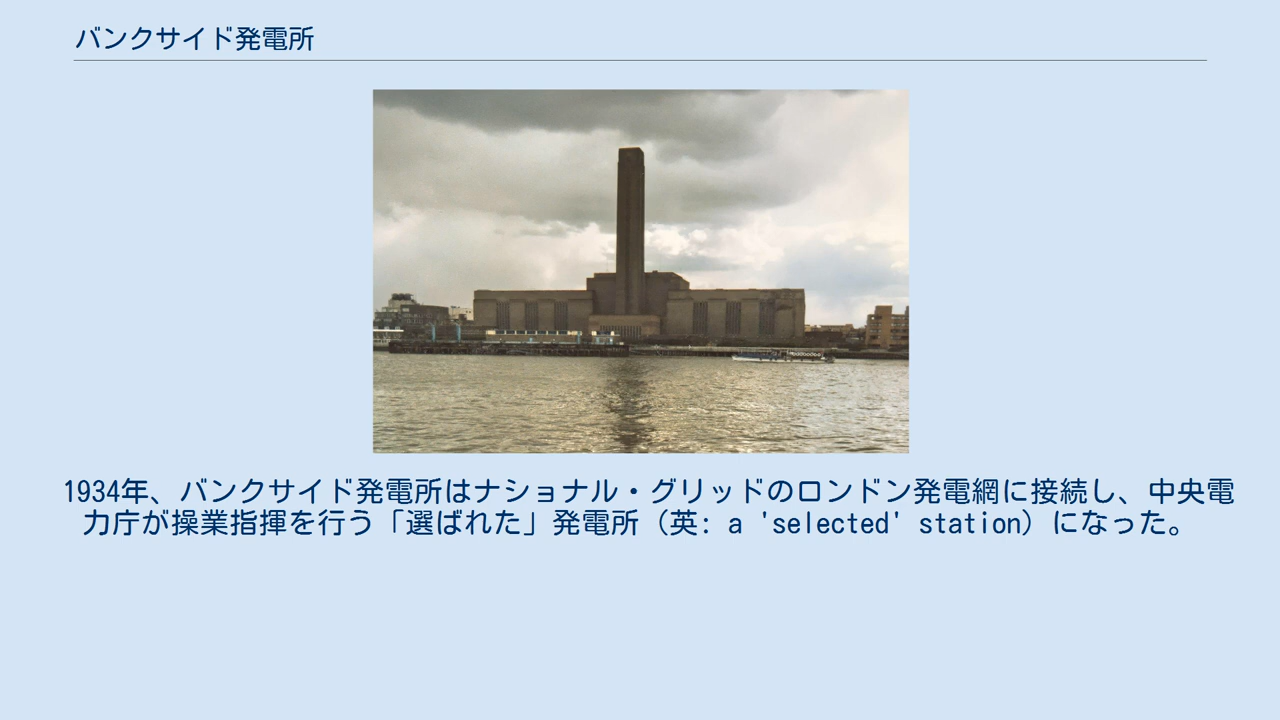 バンクサイド発電所
1934年、バンクサイド発電所はナショナル・グリッドのロンドン発電網に接続し、中央電
力庁が操業指揮を行う「選ばれた」発電所（英: a 'selected' station）になった。